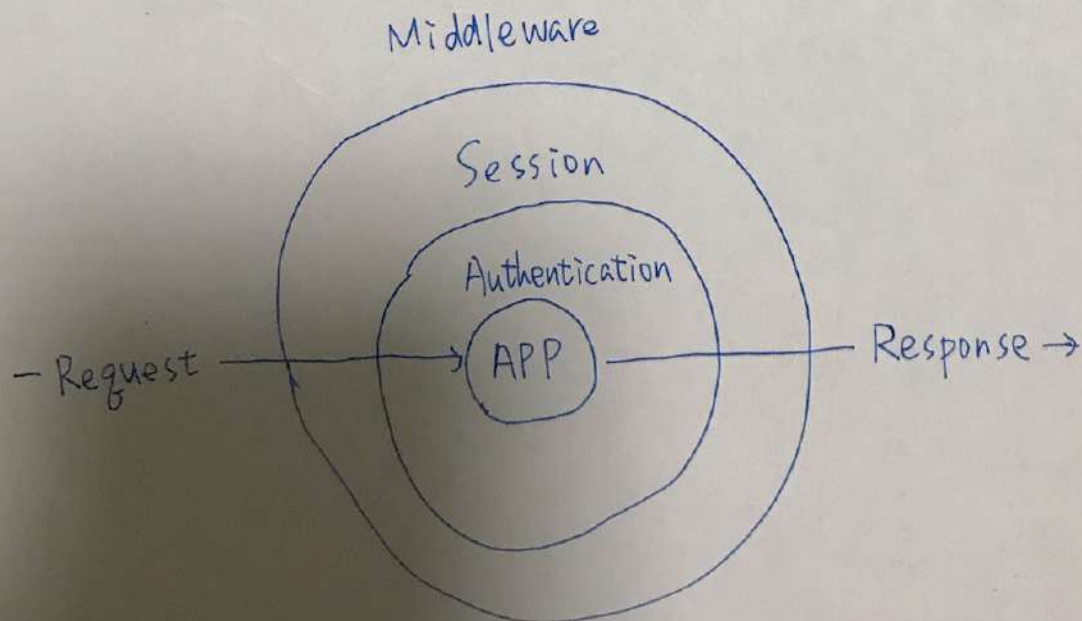 Middleware
Session
Authentication
- Request
APP
Response →